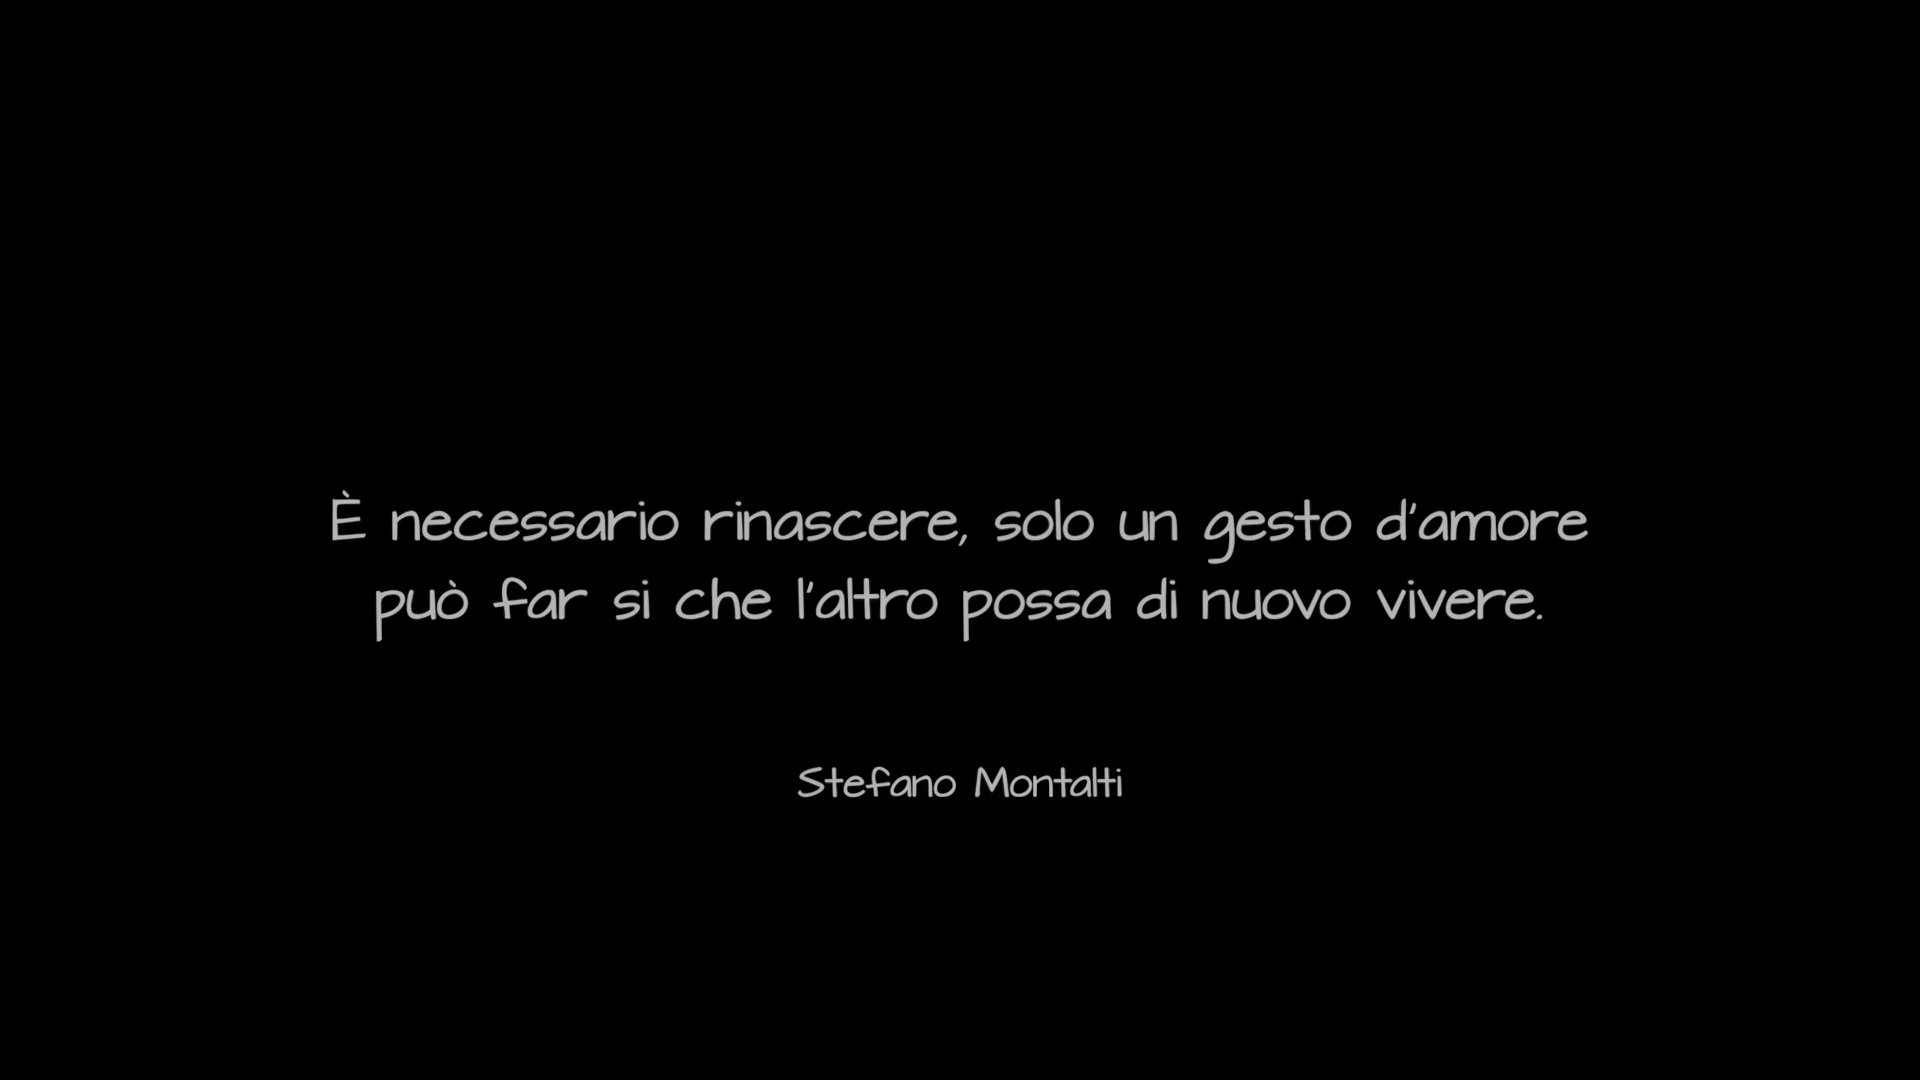 È necessario rinascere, solo un gesto d'amore
può far si che l'altro possa di nuovo vivere.
Stefano Montalti